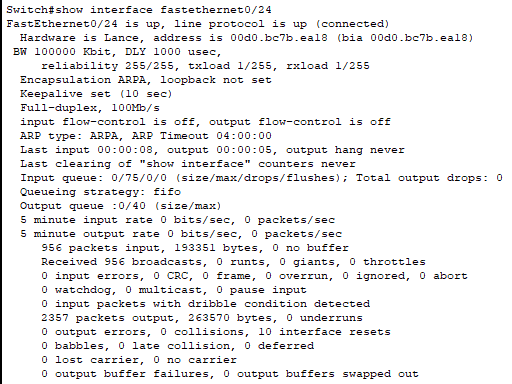 Switch#show interface fastethernet0/24
FastEthernet0/24 is up, line protocol is up (connected)
Hardware is Lance, address is 00d0.bc7b.ea18 (bia 00d0.bc7b.ea18)
BW 100000 Kbit, DLY 1000 usec,
reliability 255/255, txload 1/255, rxload 1/255
Encapsulation ARPA, loopback not set
Keepalive set (10 sec)
Full-duplex, 100Mb/s
input flow-control is off, output flow-control is off
ARP type: ARPA, ARP Timeout 04:00:00
Last input 00:00:08, output 00:00:05, output hang never
Last clearing of "show interface" counters never
Input queue: 0/75/0/0 (size/max/drops/flushes); Total output drops: 0
Queueing strategy: fifo
Output queue :0/40 (size/max)
5 minute input rate 0 bits/sec, 0 packets/sec
5 minute output rate 0 bits/sec, 0 packets/sec
956 packets input, 193351 bytes, 0 no buffer
Received 956 broadcasts, 0 runts, 0 giants, 0 throttles
0 input errors, 0 CRC, 0 frame, 0 overrun, 0 ignored, 0 abort
0 watchdog, 0 multicast, 0 pause input
0 input packets with dribble condition detected
2357 packets output, 263570 bytes, 0 underruns
0 output errors, 0 collisions, 10 interface resets
0 babbles, 0 late collision, 0 deferred
0 lost carrier, 0 no carrier
0 output buffer failures, 0 output buffers swapped out